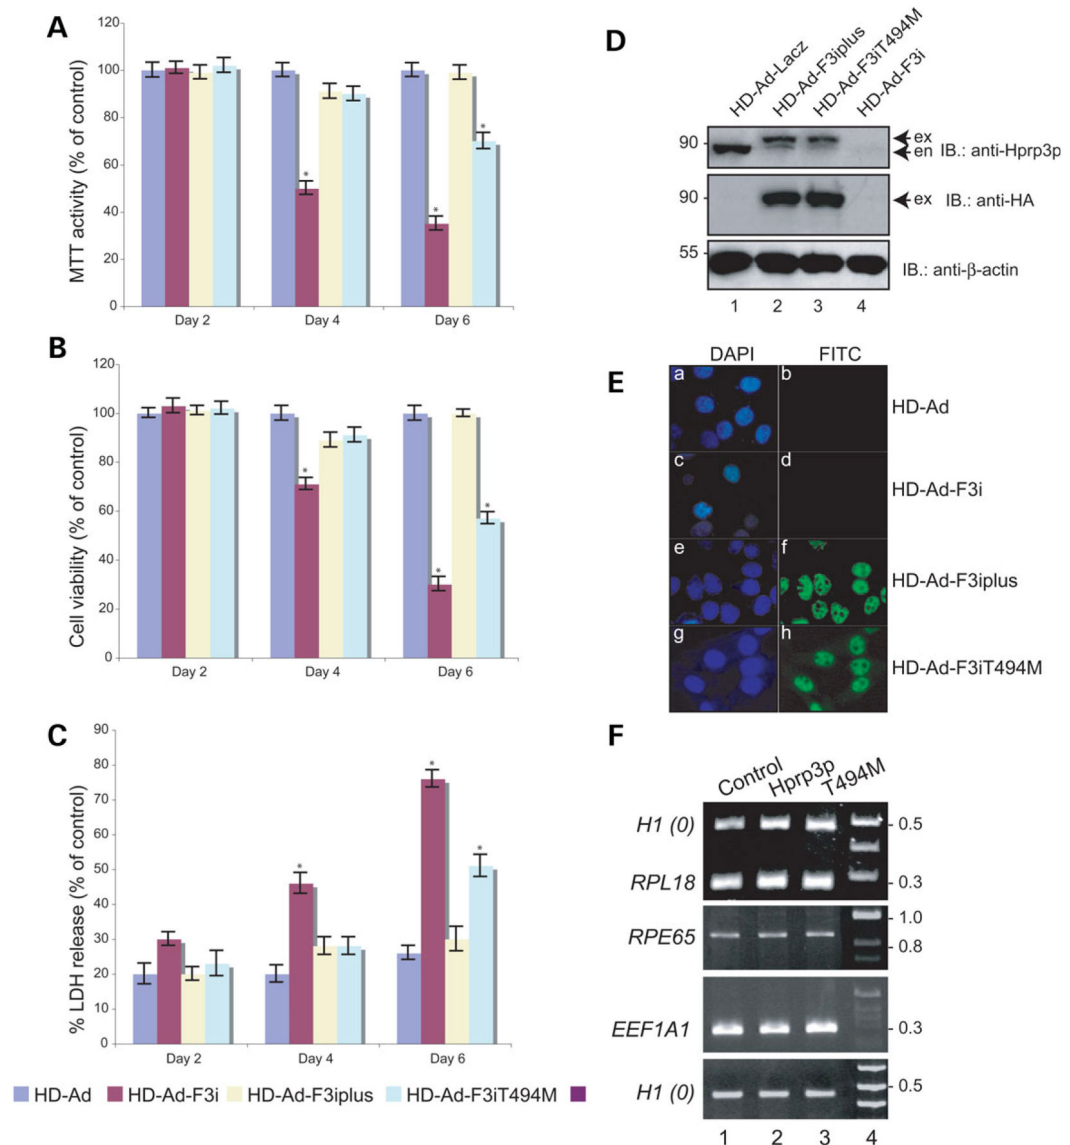 A
MTT activity (% of control)
120
100
80
60
40
20
0
*
*
*
Day 2
Day 4
Day 6
B
Cell viability (% of control)
120
100
80
60
40
20
0
*
*
*
Day 2
Day 4
Day 6
C
% LDH release (% of control)
90
80
70
60
50
40
30
20
10
0
*
*
*
Day 2
Day 4
Day 6
HD-Ad
HD-Ad-F3i
HD-Ad-F3iplus
HD-Ad-F3iT494M
D
HD-Ad-Lacz
HD-Ad-F3iplus
HD-Ad-F3iT494M
HD-Ad-F3i
90
ex
en IB.: anti-Hprp3p
90
ex IB.: anti-HA
55
IB.: anti-β-actin
1 2 3 4
E
DAPI FITC
a b HD-Ad
c d HD-Ad-F3i
e f HD-Ad-F3iplus
g h HD-Ad-F3iT494M
F
Control
Hprp3p
T494M
H1 (0) 0.5
RPL18 0.3
1.0
RPE65 0.8
EEF1A1 0.3
H1 (0) 0.5
1 2 3 4